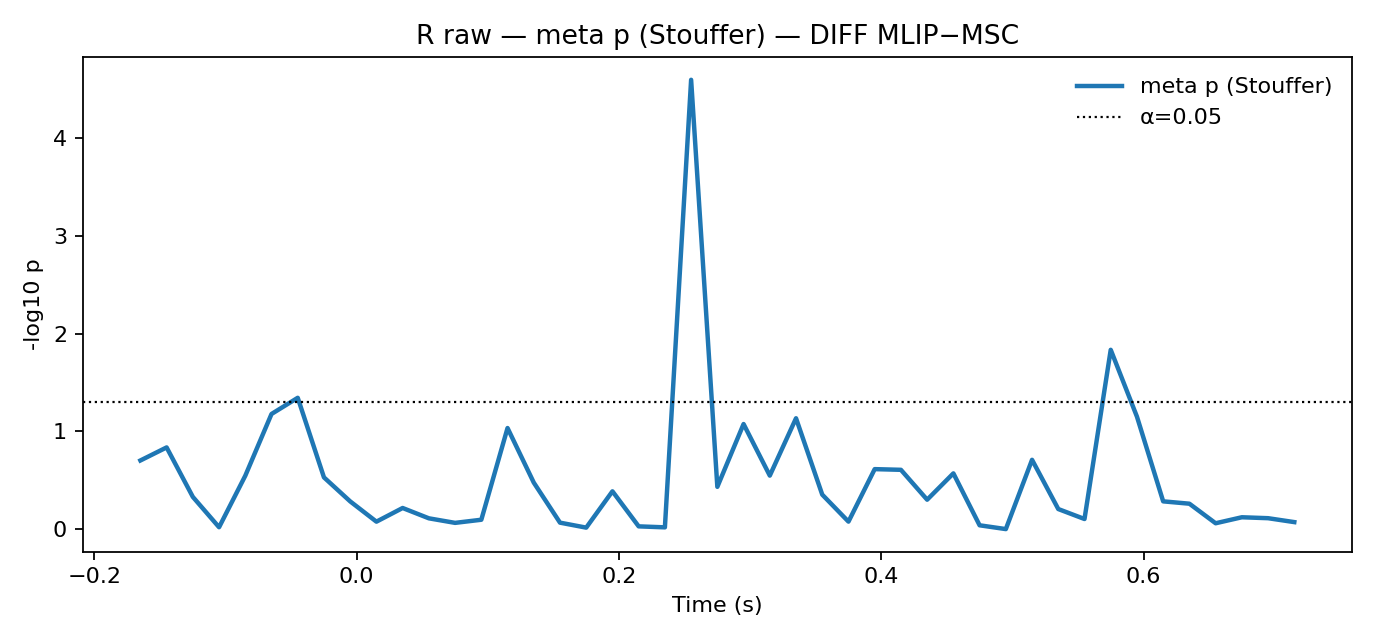 R raw — meta p (Stouffer) — DIFF MLIP−MSC
meta p (Stouffer)
α=0.05
4
3
2
1
0
-log10 p
−0.2
0.0
0.2
0.4
0.6
Time (s)